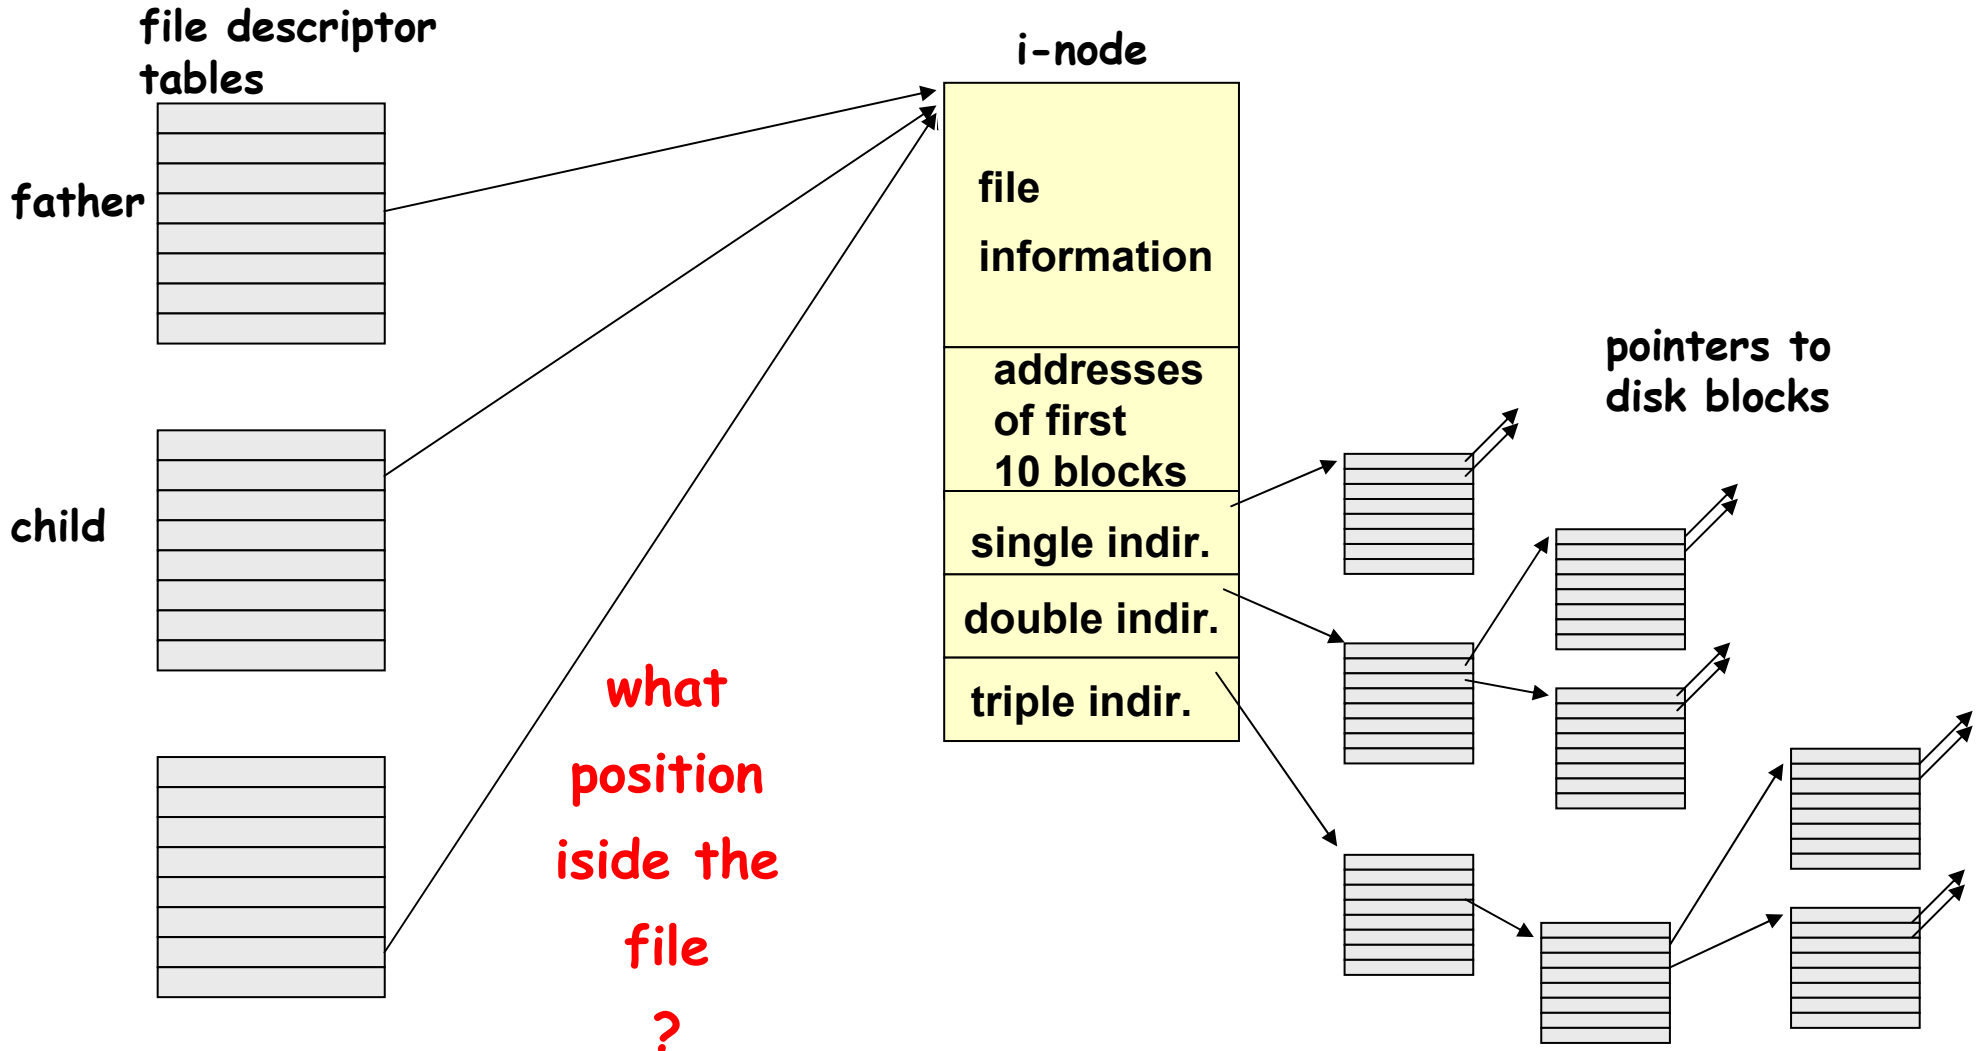 file descriptor
tables
i-node
father
file
information
pointers to
disk blocks
addresses
of first
10 blocks
child
single indir.
double indir.
triple indir.
what
position
iside the
file
?